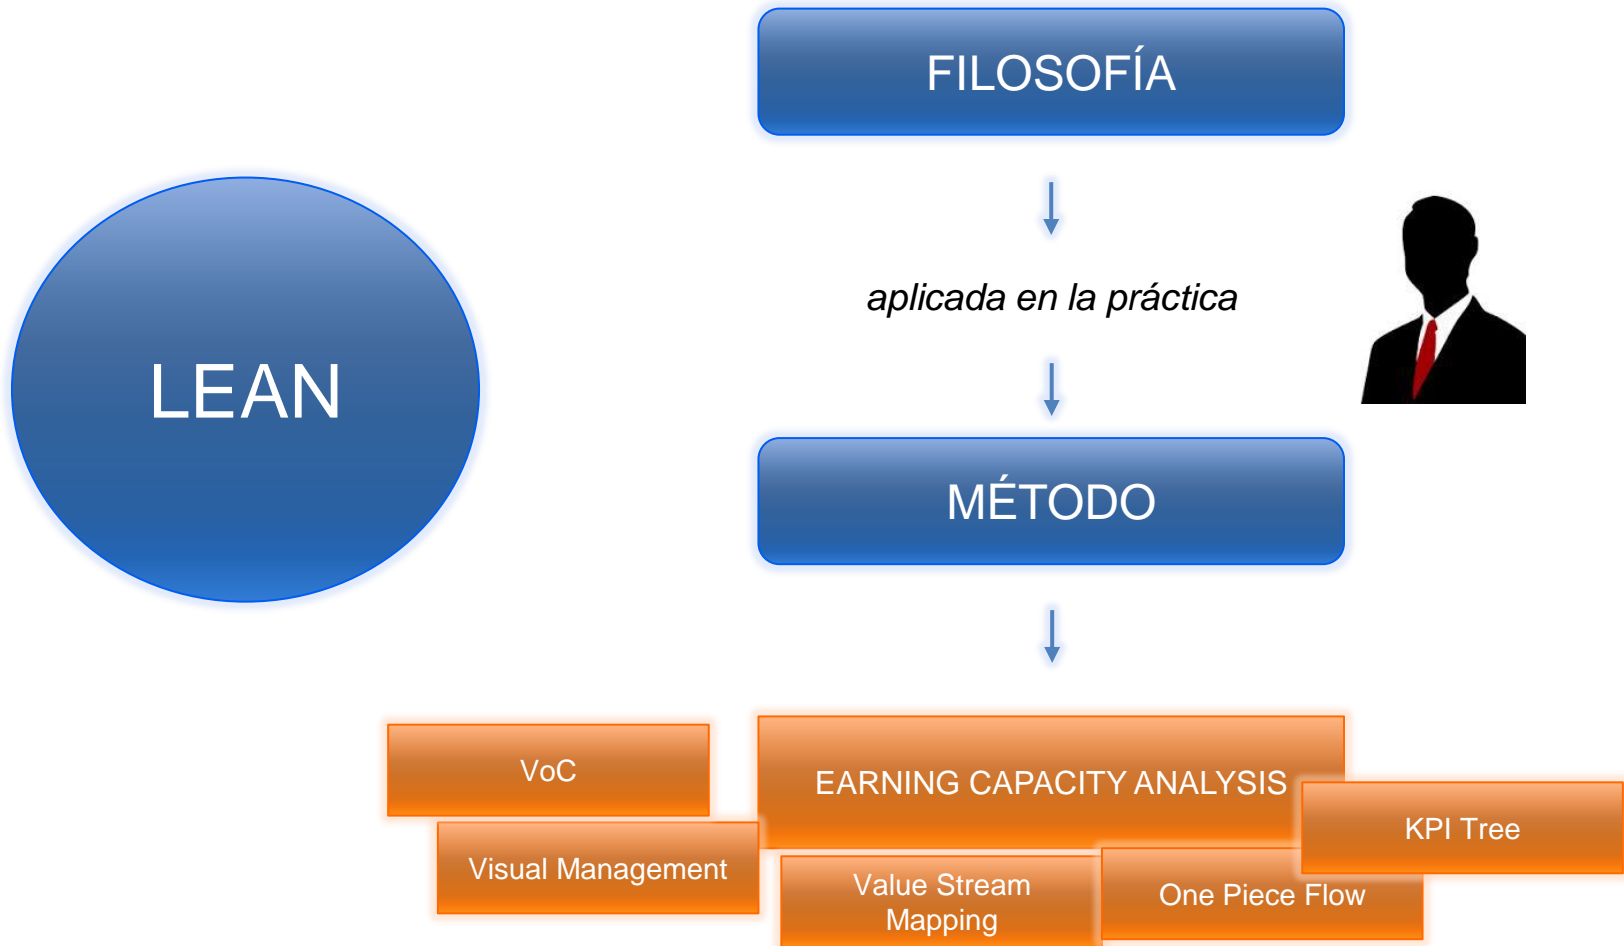 FILOSOFÍA
aplicada en la práctica
LEAN
MÉTODO
VoC
EARNING CAPACITY ANALYSIS
KPI Tree
Visual Management
Value Stream
Mapping
One Piece Flow